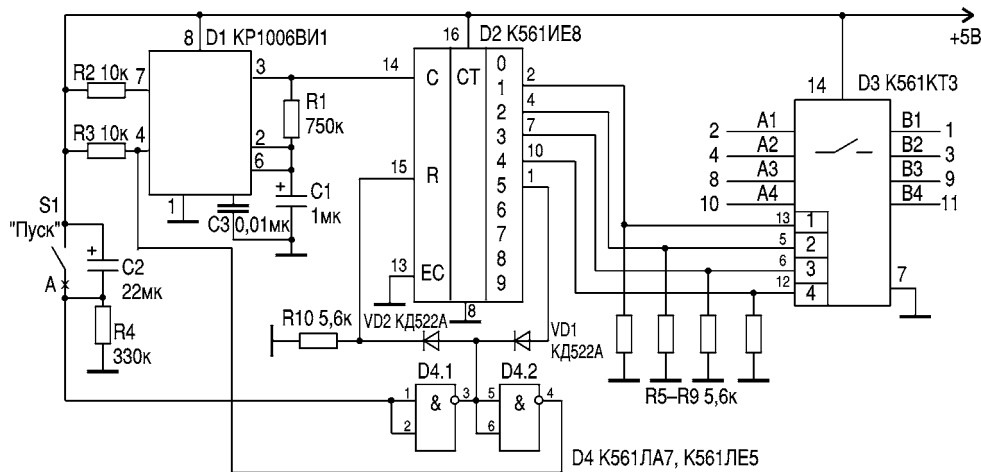 8
D1 КР1006ВИ1
16
D2 К561ИЕ8
+5В
R2 10к
7
3
14
C
CT
0
1
2
3
4
5
6
7
8
9
2
4
7
10
1
14
D3 К561КТ3
R3 10к
4
R1
750к
2
6
15
R
2
A1
B1
1
4
A2
B2
3
8
A3
B3
9
10
A4
B4
11
1
+
C1
1мк
C3
0,01мк
S1
"Пуск"
+
C2
22мк
A
13
EC
8
13
1
5
2
6
3
12
4
7
R4
330к
R10 5,6к
VD2 КД522А
VD1
КД522А
D4.1
D4.2
1
2
&
3
5
6
&
4
R5–R9 5,6к
D4 К561ЛА7, К561ЛЕ5